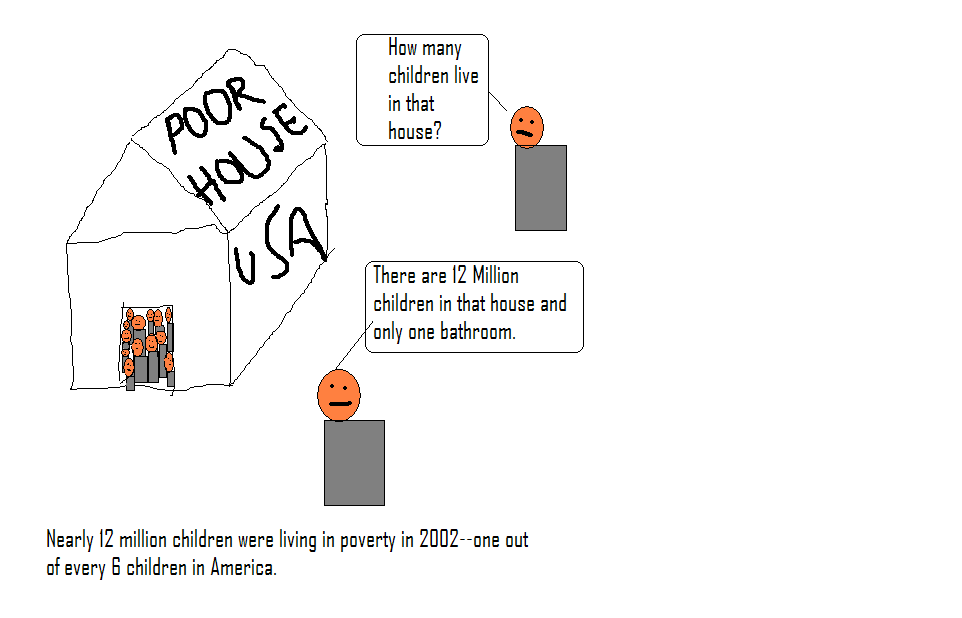 POOR
HOUSE
USA
How many
children live
in that
house?
There are 12 Million
children in that house and
only one bathroom.
Nearly 12 million children were living in poverty in 2002--one out
of every 6 children in America.